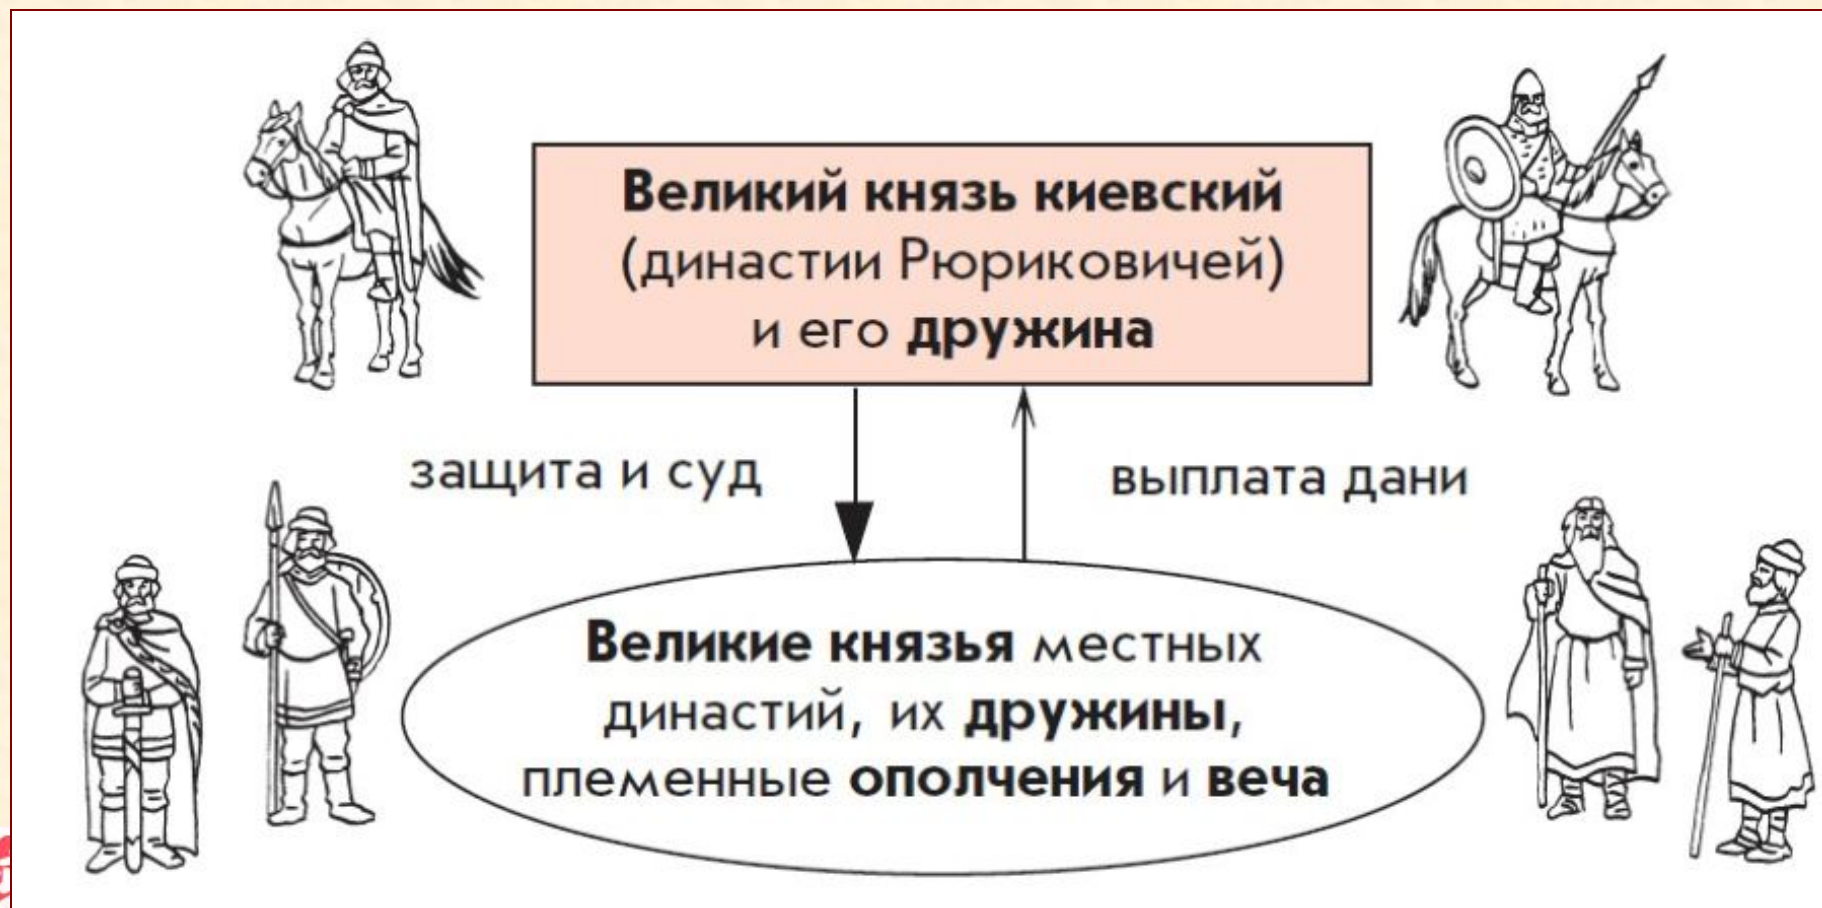 Великий князь киевский
(династии Рюриковичей)
и его дружина
защита и суд
выплата дани
Великие князья местных
династий, их дружины,
племенные ополчения и веча